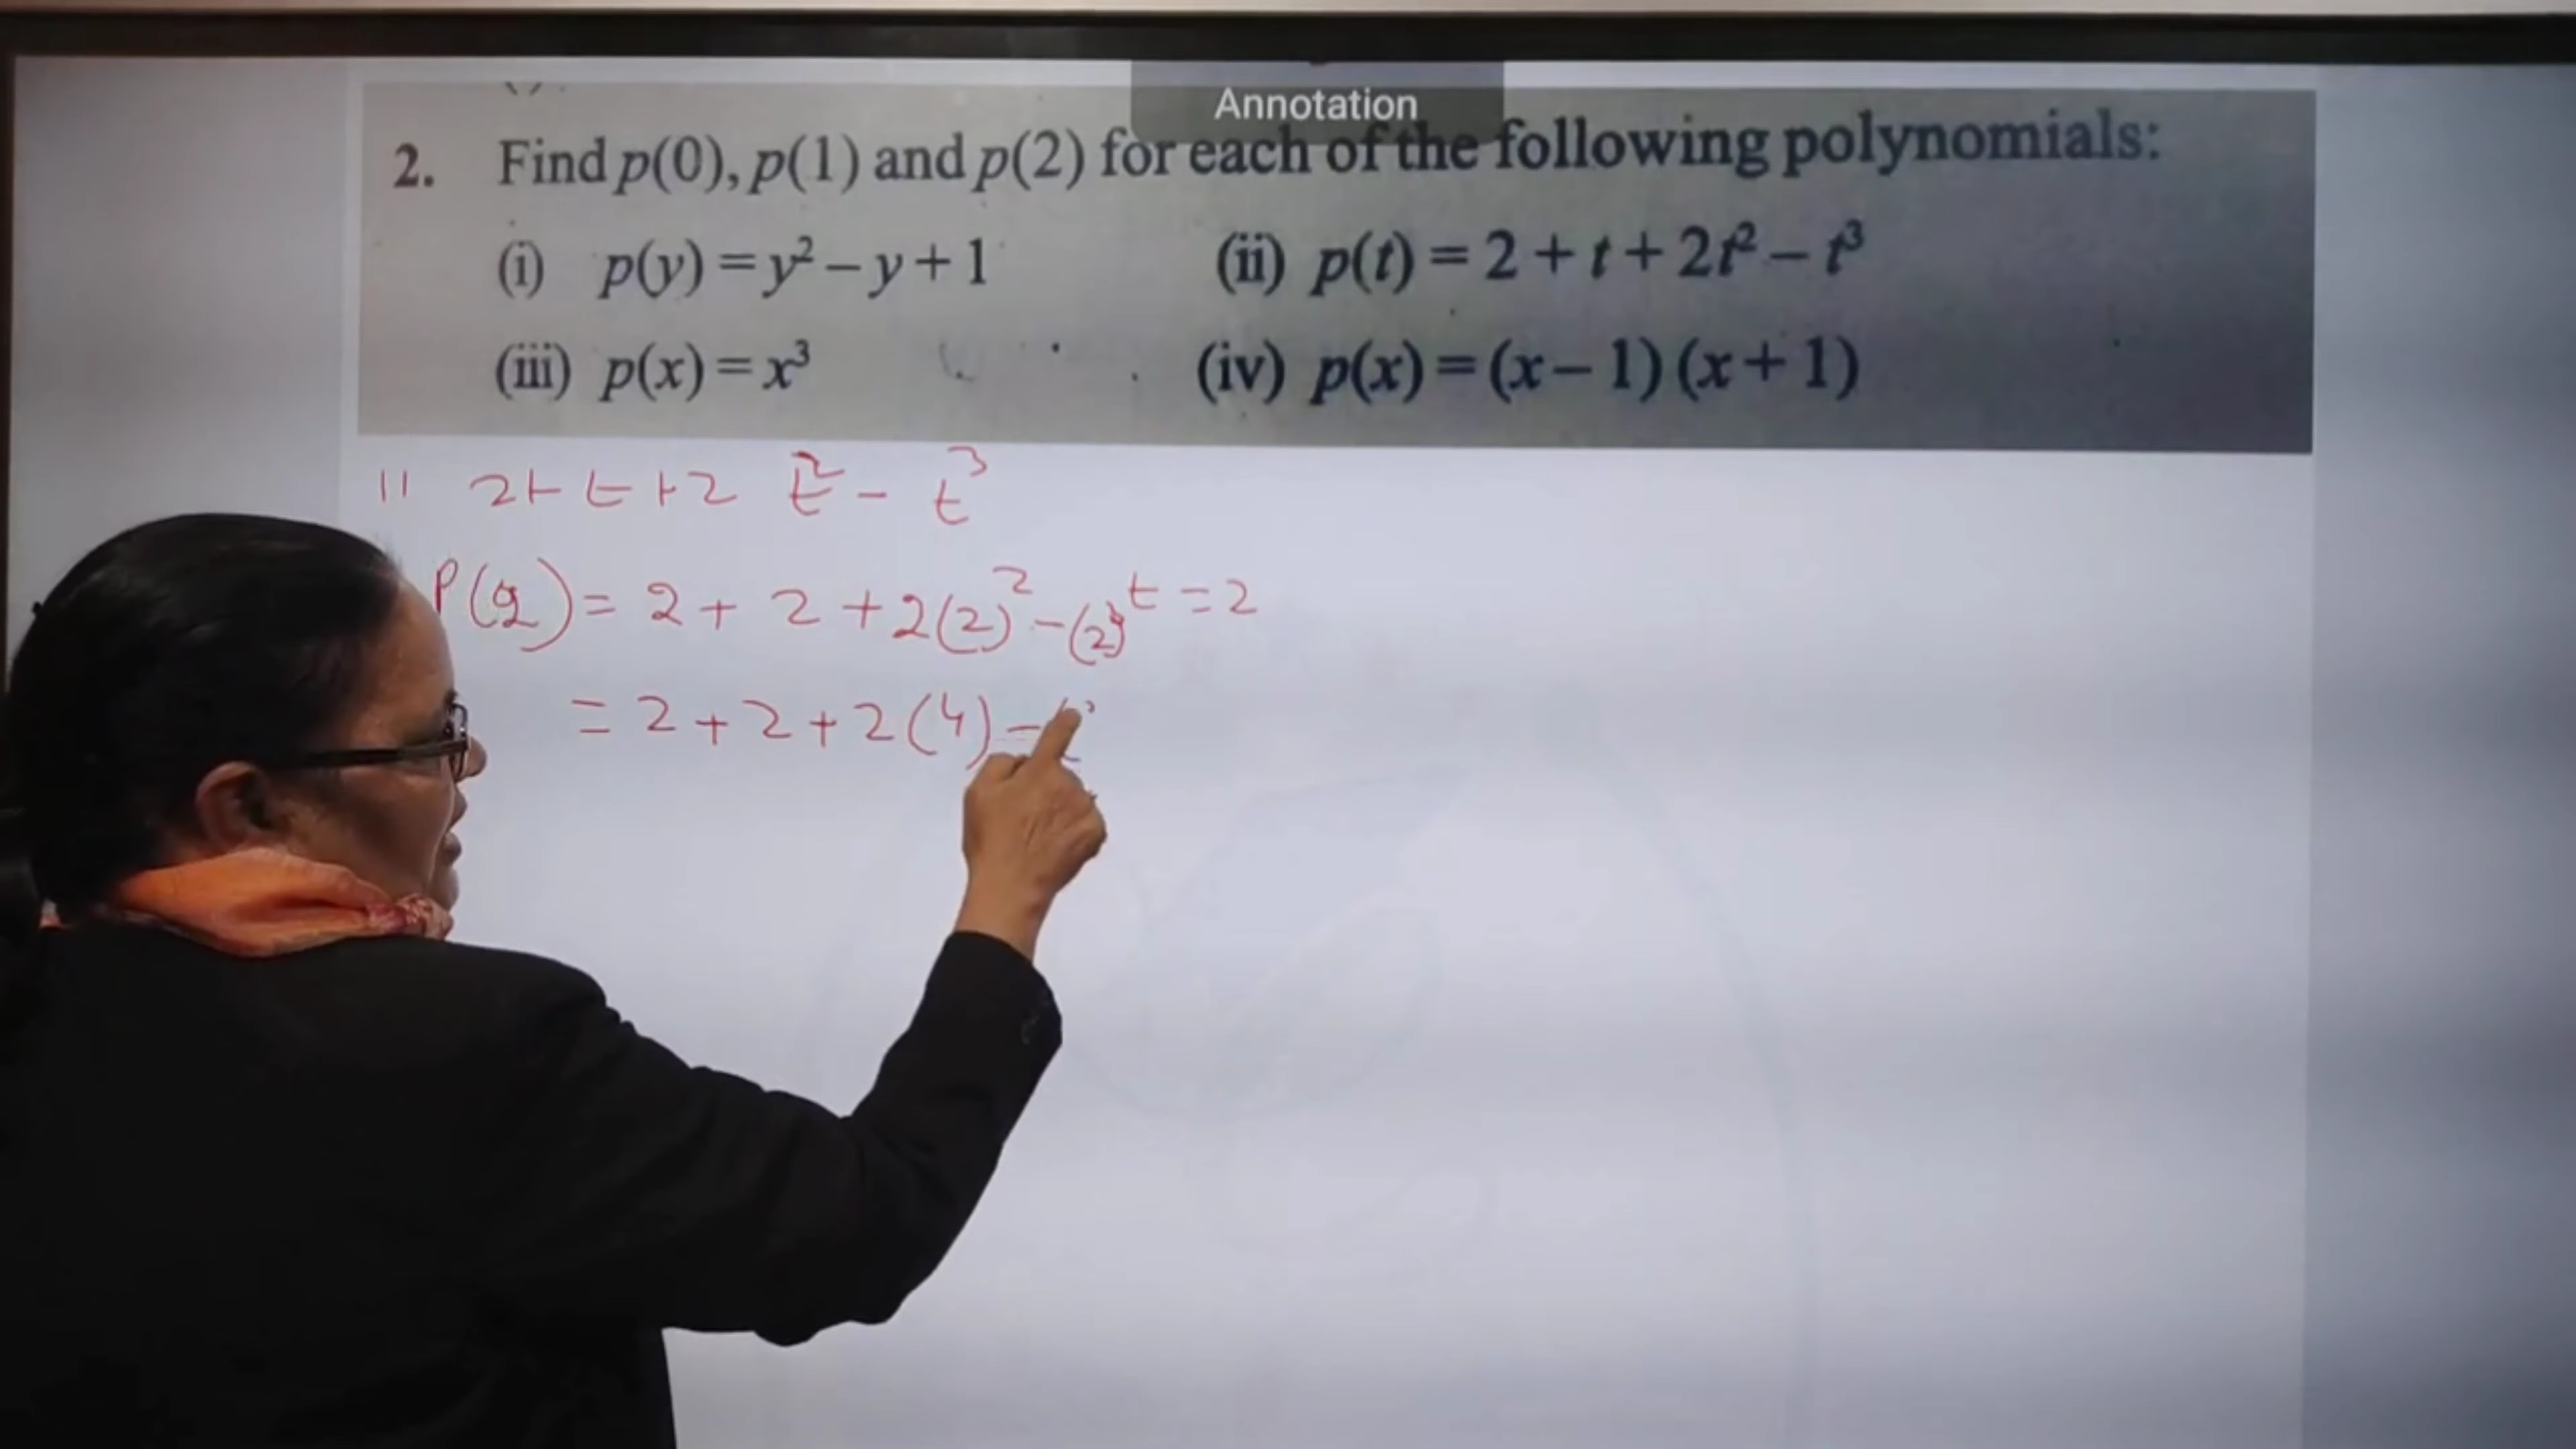 Annotation
2. Find p(0), p(1) and p(2) for each of the following polynomials:
(i) p(y) = y² – y + 1 (ii) p(t) = 2 + t + 2t² – t³
(iii) p(x) = x³ (iv) p(x) = (x – 1) (x + 1)
11 2+ t +2 t² – t³
P(2) = 2 + 2 + 2(2)² – (2)³ t = 2
= 2 + 2 + 2(4) –